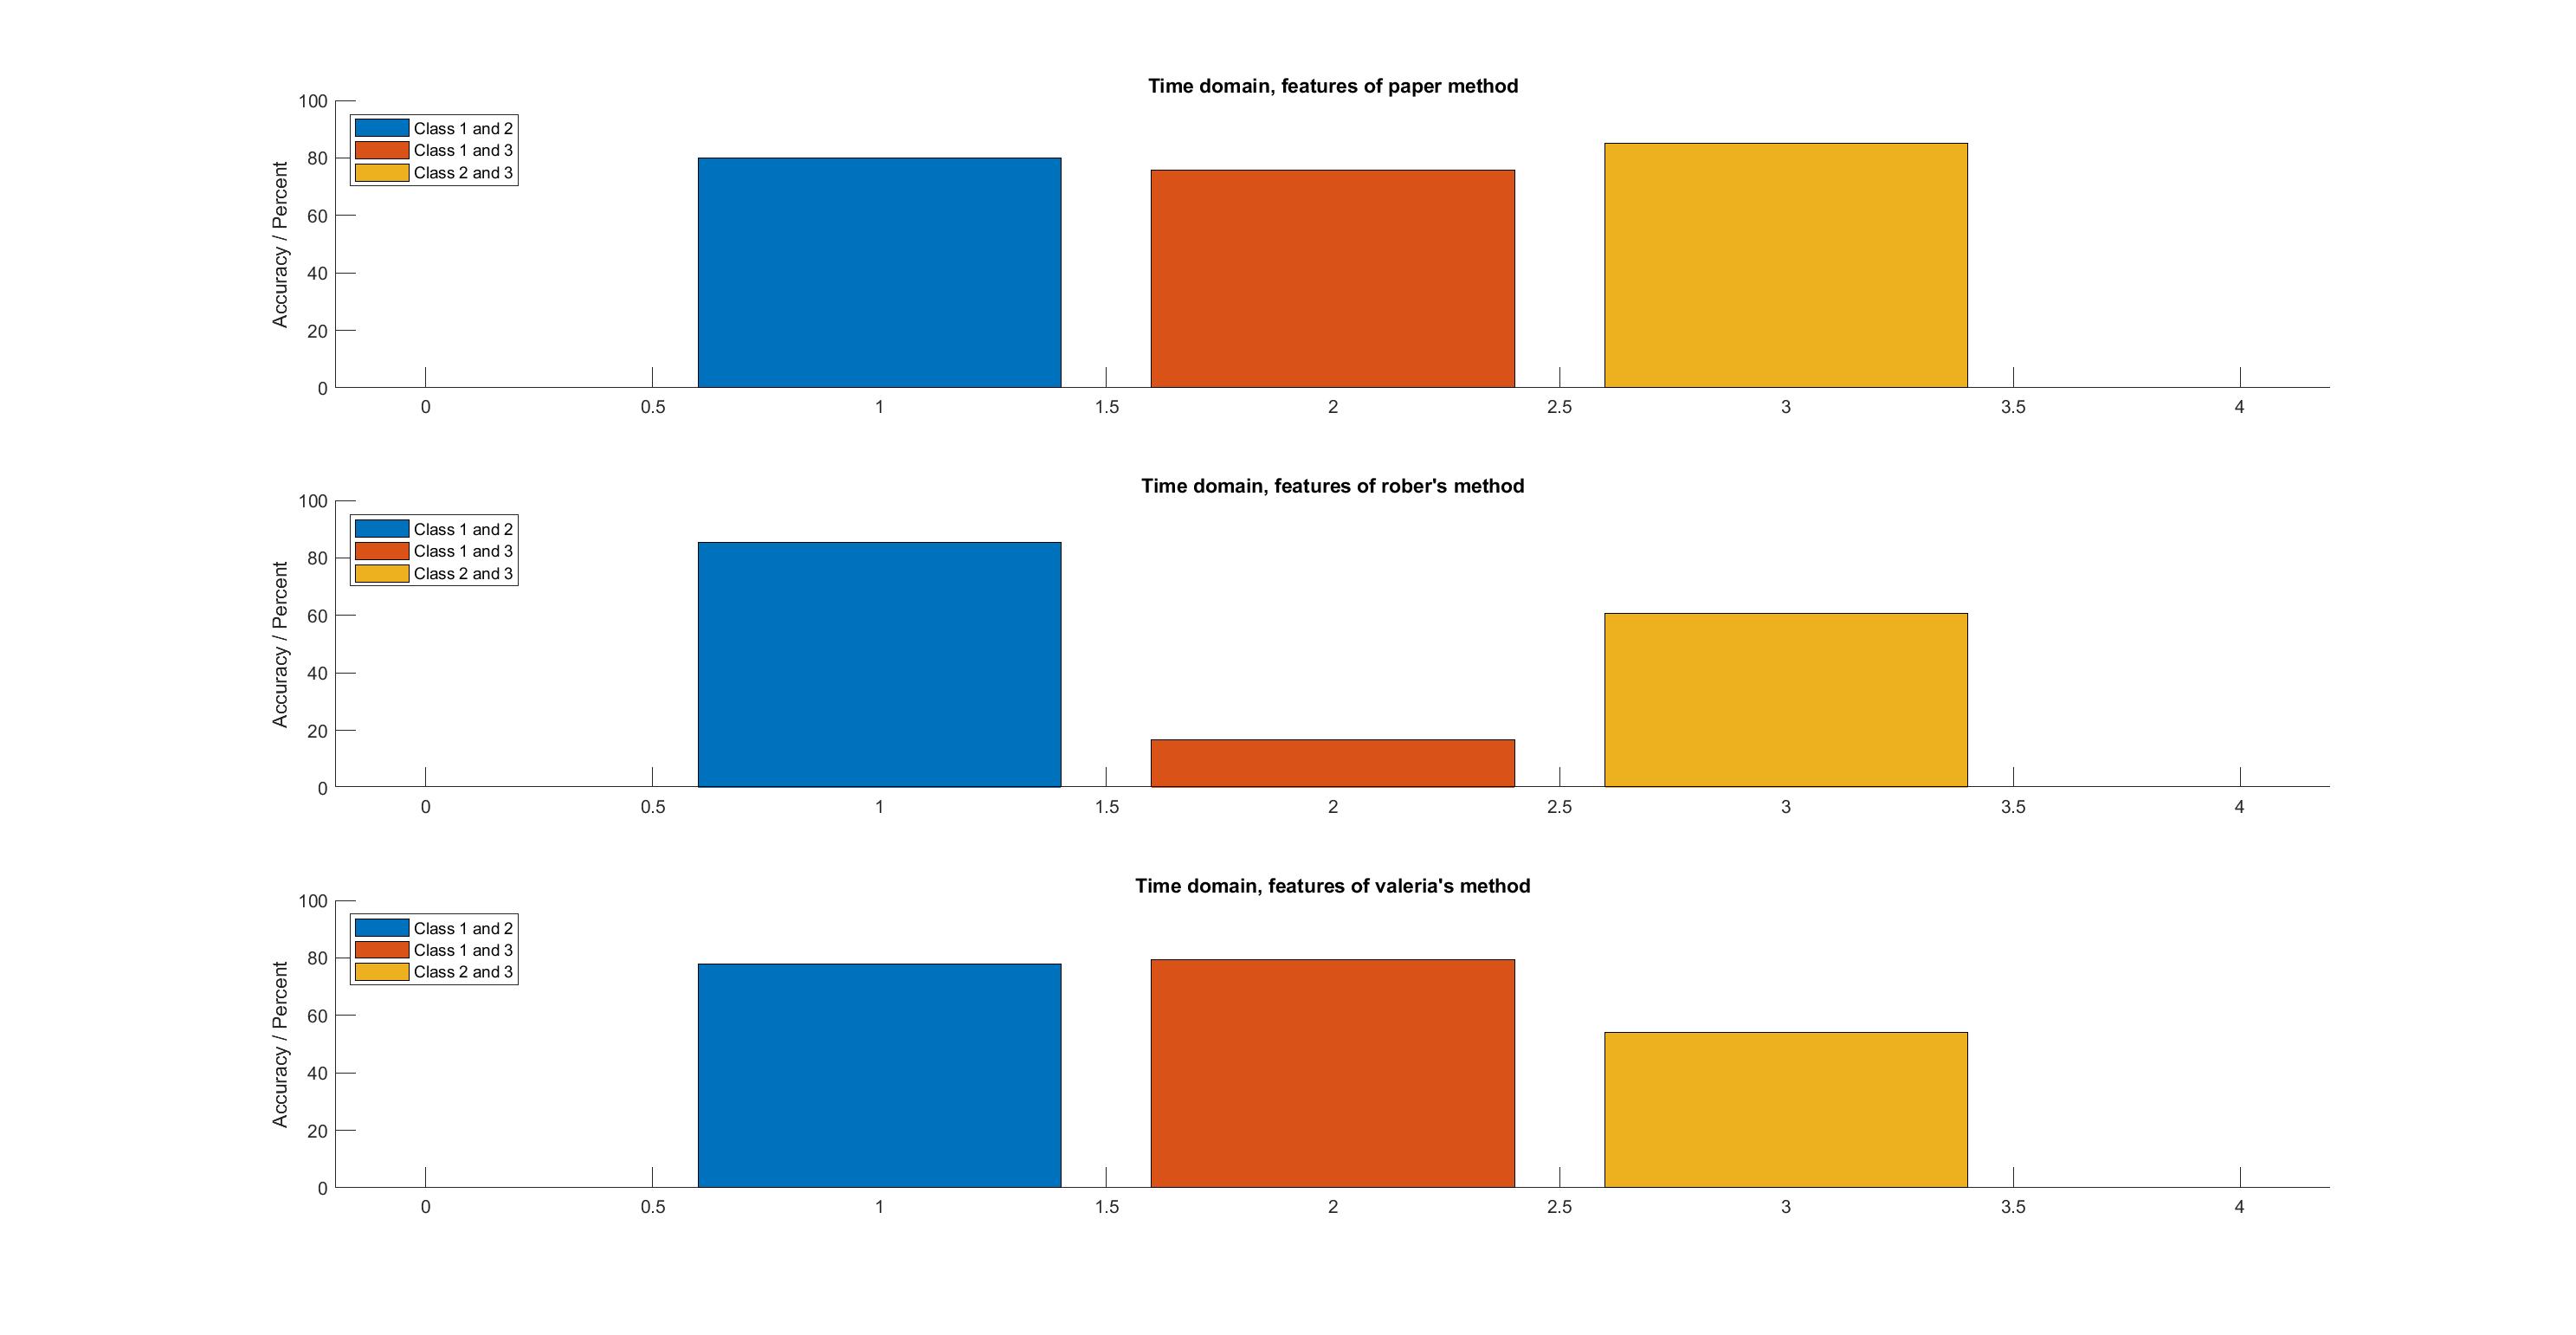 Time domain, features of paper method
100
80
60
40
20
0
Accuracy / Percent
Class 1 and 2
Class 1 and 3
Class 2 and 3
0 0.5 1 1.5 2 2.5 3 3.5 4
Time domain, features of rober's method
100
80
60
40
20
0
Accuracy / Percent
Class 1 and 2
Class 1 and 3
Class 2 and 3
0 0.5 1 1.5 2 2.5 3 3.5 4
Time domain, features of valeria's method
100
80
60
40
20
0
Accuracy / Percent
Class 1 and 2
Class 1 and 3
Class 2 and 3
0 0.5 1 1.5 2 2.5 3 3.5 4